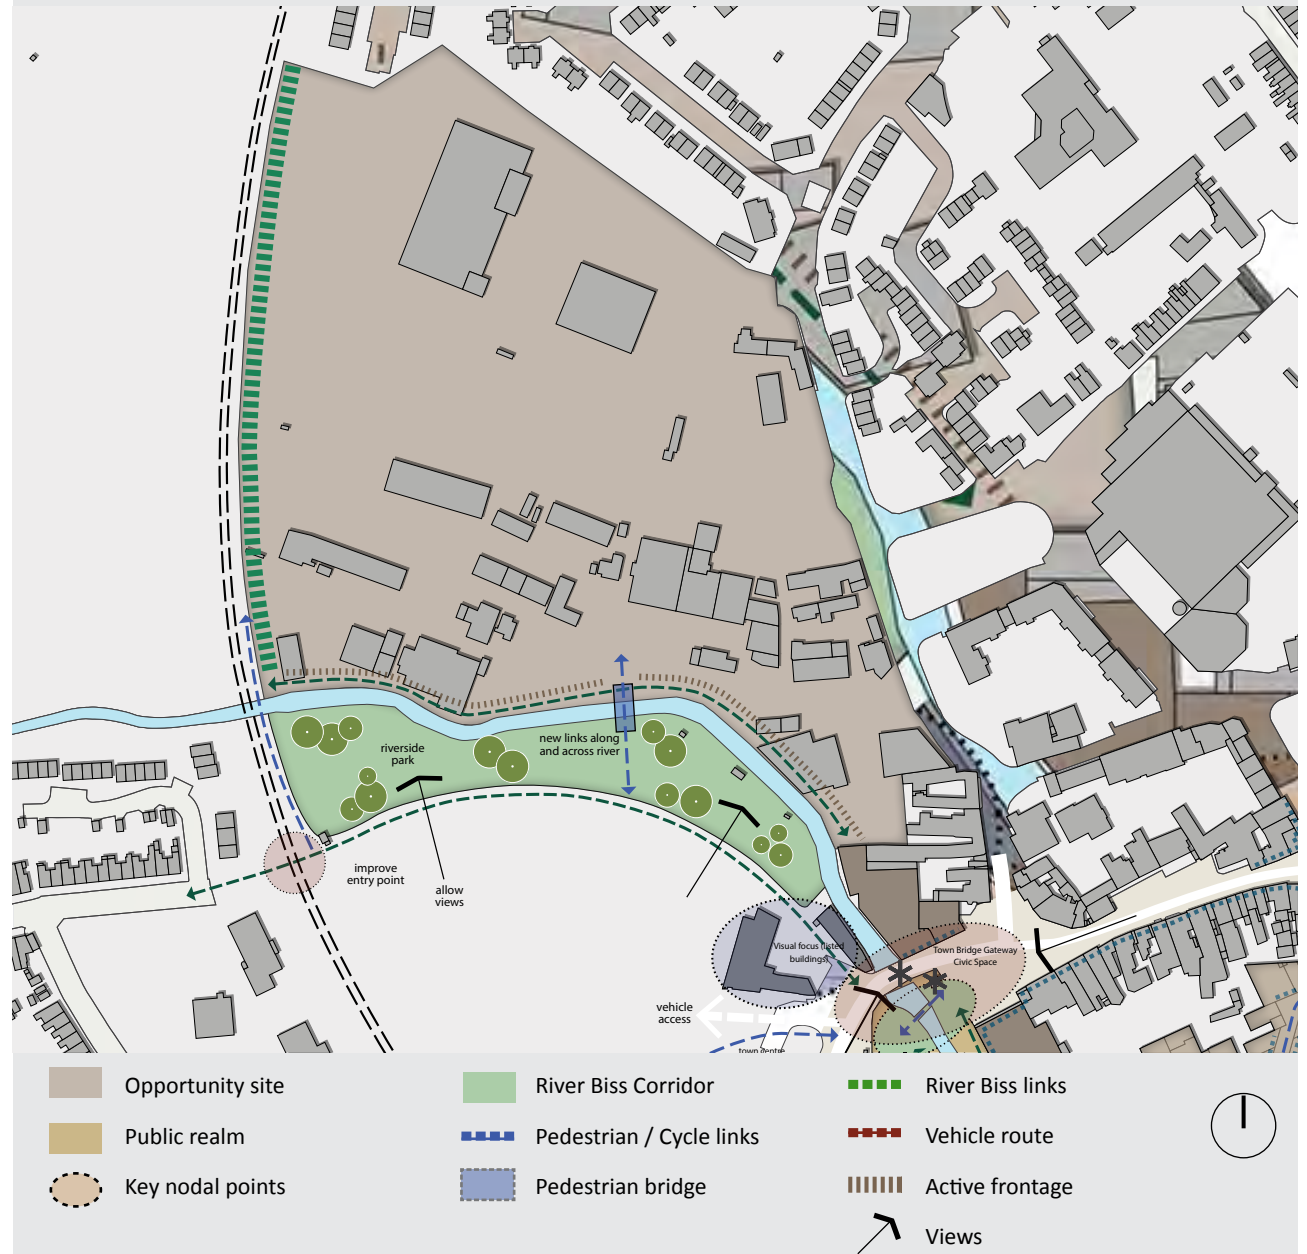 riverside
park
new links along
and across river
improve
entry point
allow
views
Visual focus (listed
buildings)
Town Bridge Gateway
Civic Space
vehicle
access
town centre
Opportunity site
River Biss Corridor
River Biss links
Public realm
Pedestrian / Cycle links
Vehicle route
Key nodal points
Pedestrian bridge
Active frontage
Views